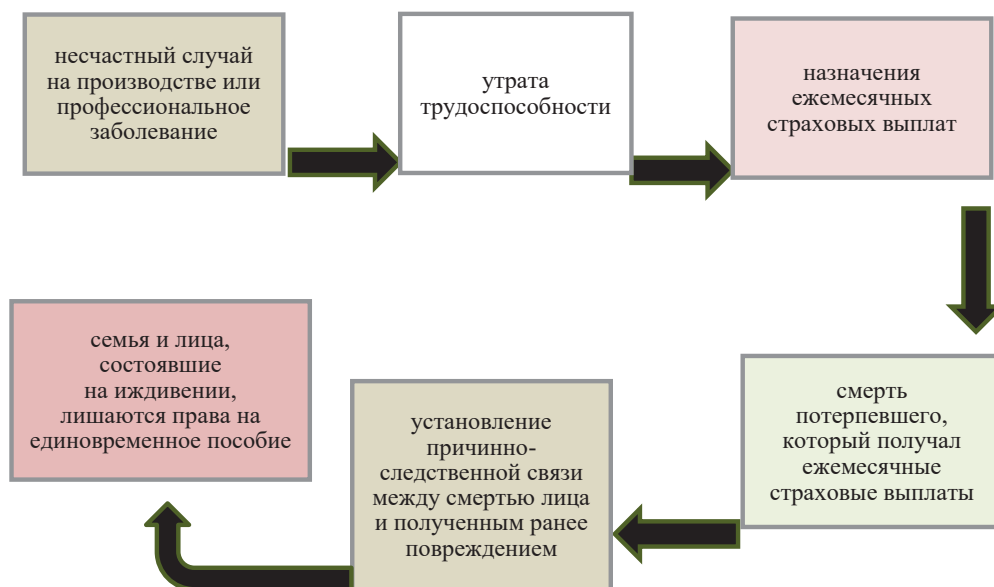 несчастный случай
на производстве или
профессиональное
заболевание
утрата
трудоспособности
назначения
ежемесячных
страховых выплат
смерть
потерпевшего,
который получал
ежемесячные
страховые выплаты
установление
причинно-
следственной связи
между смертью лица
и полученным ранее
повреждением
семья и лица,
состоявшие
на иждивении,
лишаются права на
единовременное пособие